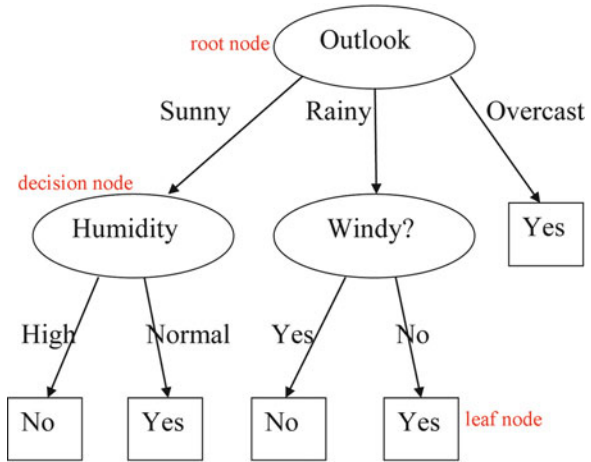 root node
Outlook
Sunny
Rainy
Overcast
decision node
Humidity
Windy?
Yes
High
Normal
Yes
No
No
Yes
No
Yes
leaf node